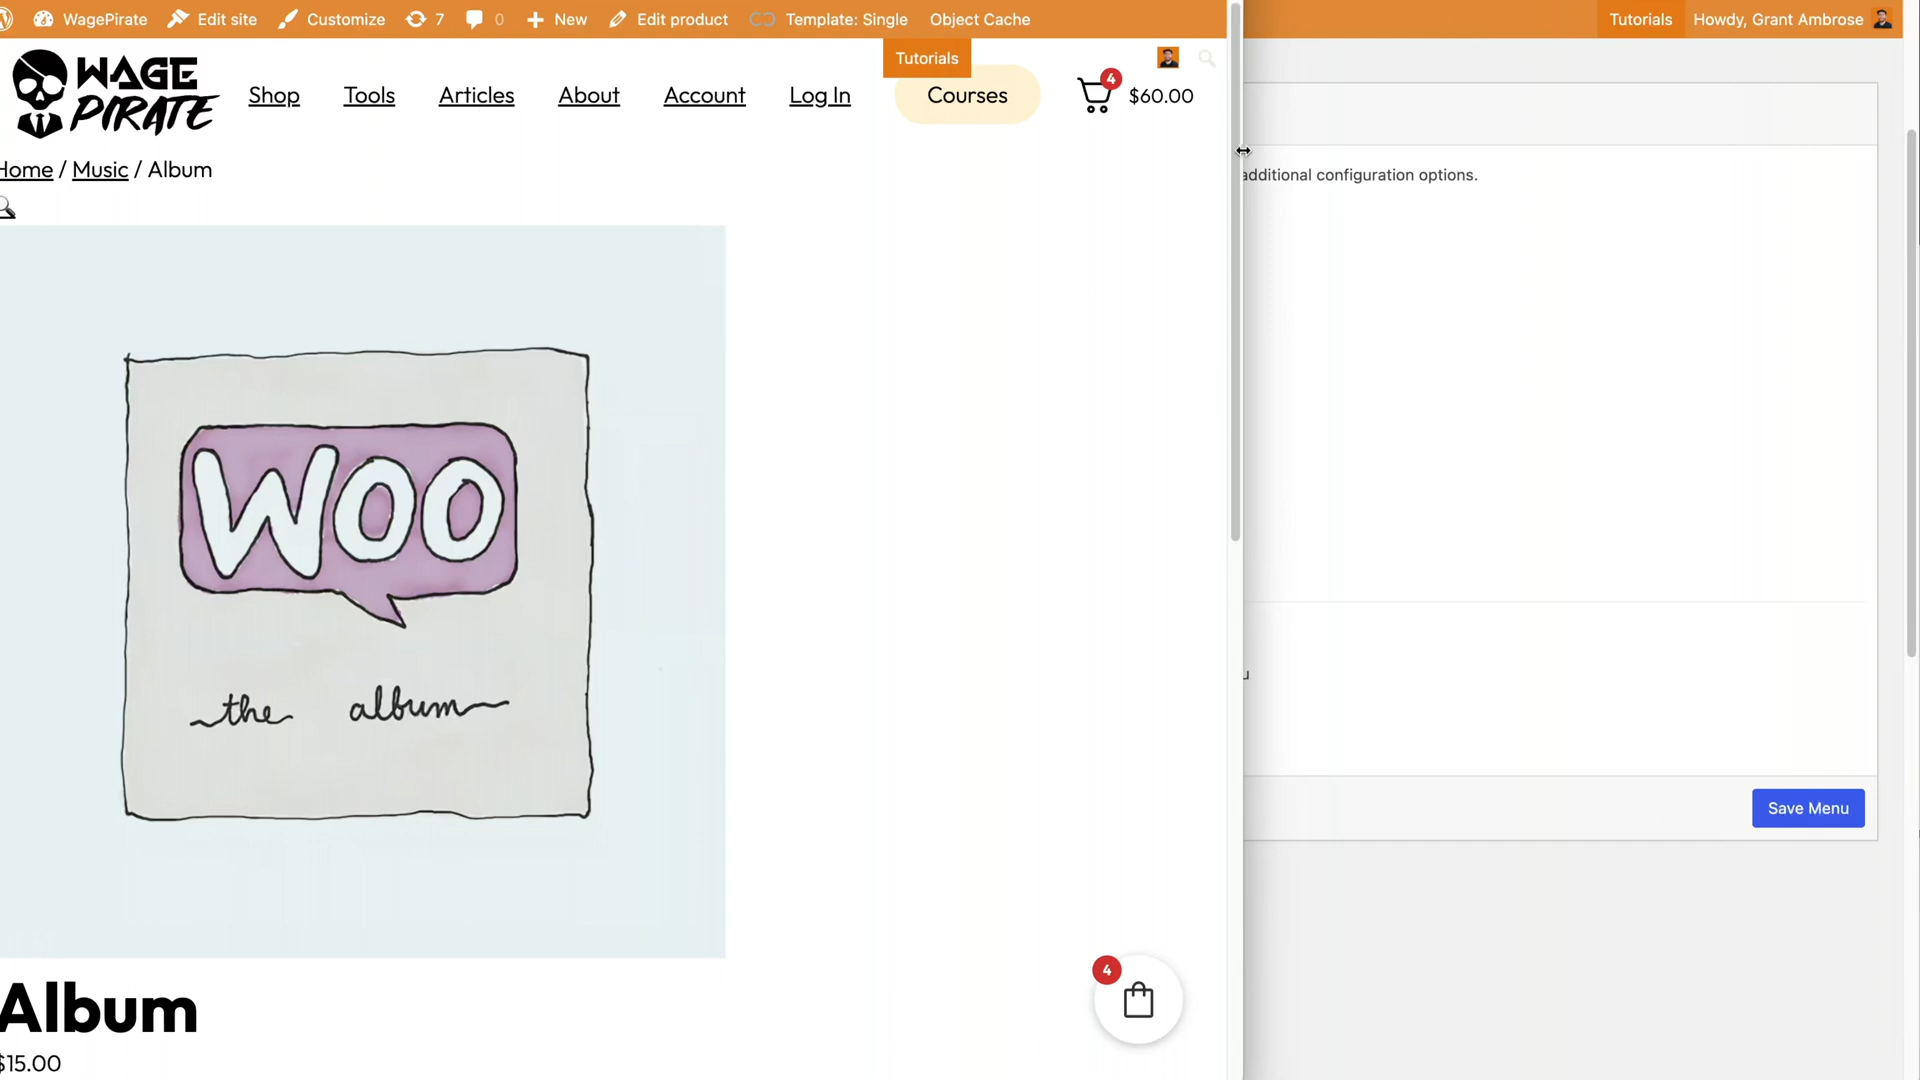 WagePirate Edit site Customize 7 0 New Edit product Template: Single Object Cache
Tutorials Howdy, Grant Ambrose
Tutorials
WAGE
PIRATE
Shop Tools Articles About Account Log In Courses 4 $60.00
Home / Music / Album
additional configuration options.
WOO
the album
u
Save Menu
4
Album
$15.00